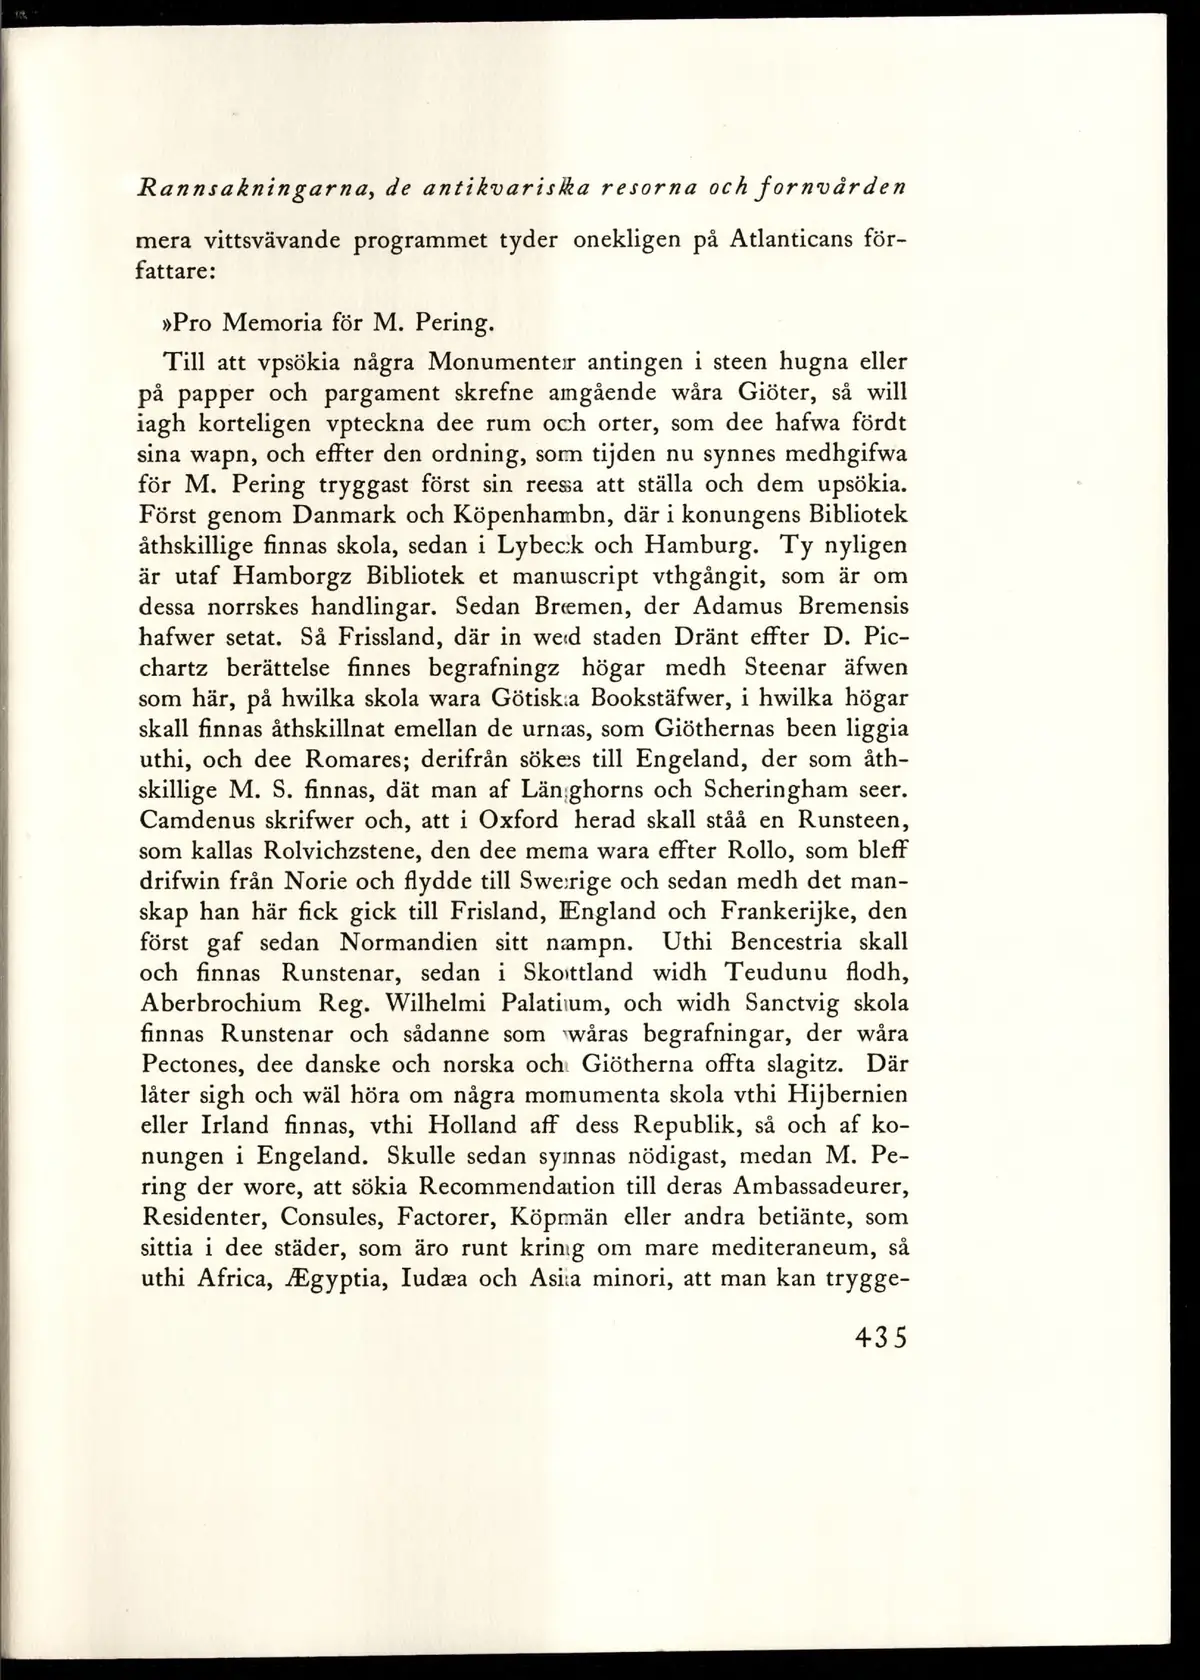 Rannsakningarna, de antikvariska resorna och fornvården
mera vittsvävande programmet tyder onekligen på Atlanticans för-
fattare:
»Pro Memoria för M. Pering.
Till att vpsökia några Monumenter antingen i steen hugna eller
på papper och pargament skrefne amgående wåra Giöter, så will
iagh korteligen vpteckna dee rum och orter, som dee hafwa fördt
sina wapn, och effter den ordning, som tijden nu synnes medhgifwa
för M. Pering tryggast först sin reesa att ställa och dem upsökia.
Först genom Danmark och Köpenhambn, där i konungens Bibliotek
åthskillige finnas skola, sedan i Lybeck och Hamburg. Ty nyligen
är utaf Hamborgz Bibliotek et manuscript vthgångit, som är om
dessa norrskes handlingar. Sedan Bremen, der Adamus Bremensis
hafwer setat. Så Frissland, där in wed staden Dränt effter D. Pic-
chartz berättelse finnes begrafningz högar medh Steenar äfwen
som här, på hwilka skola wara Götiska Bookstäfwer, i hwilka högar
skall finnas åthskillnat emellan de urnas, som Giöthernas been liggia
uthi, och dee Romares; derifrån sökes till Engeland, der som åth-
skillige M. S. finnas, dät man af Länghorns och Scheringham seer.
Camdenus skrifwer och, att i Oxford herad skall ståå en Runsteen,
som kallas Rolvichzstene, den dee mena wara effter Rollo, som bleff
drifwin från Norie och flydde till Swerige och sedan medh det man-
skap han här fick gick till Frisland, England och Frankerijke, den
först gaf sedan Normandien sitt nampn. Uthi Bencestria skall
och finnas Runstenar, sedan i Skottland widh Teudunu flodh,
Aberbrochium Reg. Wilhelmi Palatium, och widh Sanctvig skola
finnas Runstenar och sådanne som wåras begrafningar, der wåra
Pectones, dee danske och norska och Giötherna offta slagitz. Där
låter sigh och wäl höra om några monumenta skola vthi Hijbernien
eller Irland finnas, vthi Holland aff dess Republik, så och af ko-
nungen i Engeland. Skulle sedan synnas nödigast, medan M. Pe-
ring der wore, att sökia Recommendation till deras Ambassadeurer,
Residenter, Consules, Factorer, Köpmän eller andra betiänte, som
sittia i dee städer, som äro runt kring om mare mediteraneum, så
uthi Africa, Ægyptia, Iudæa och Asia minori, att man kan trygge-
435